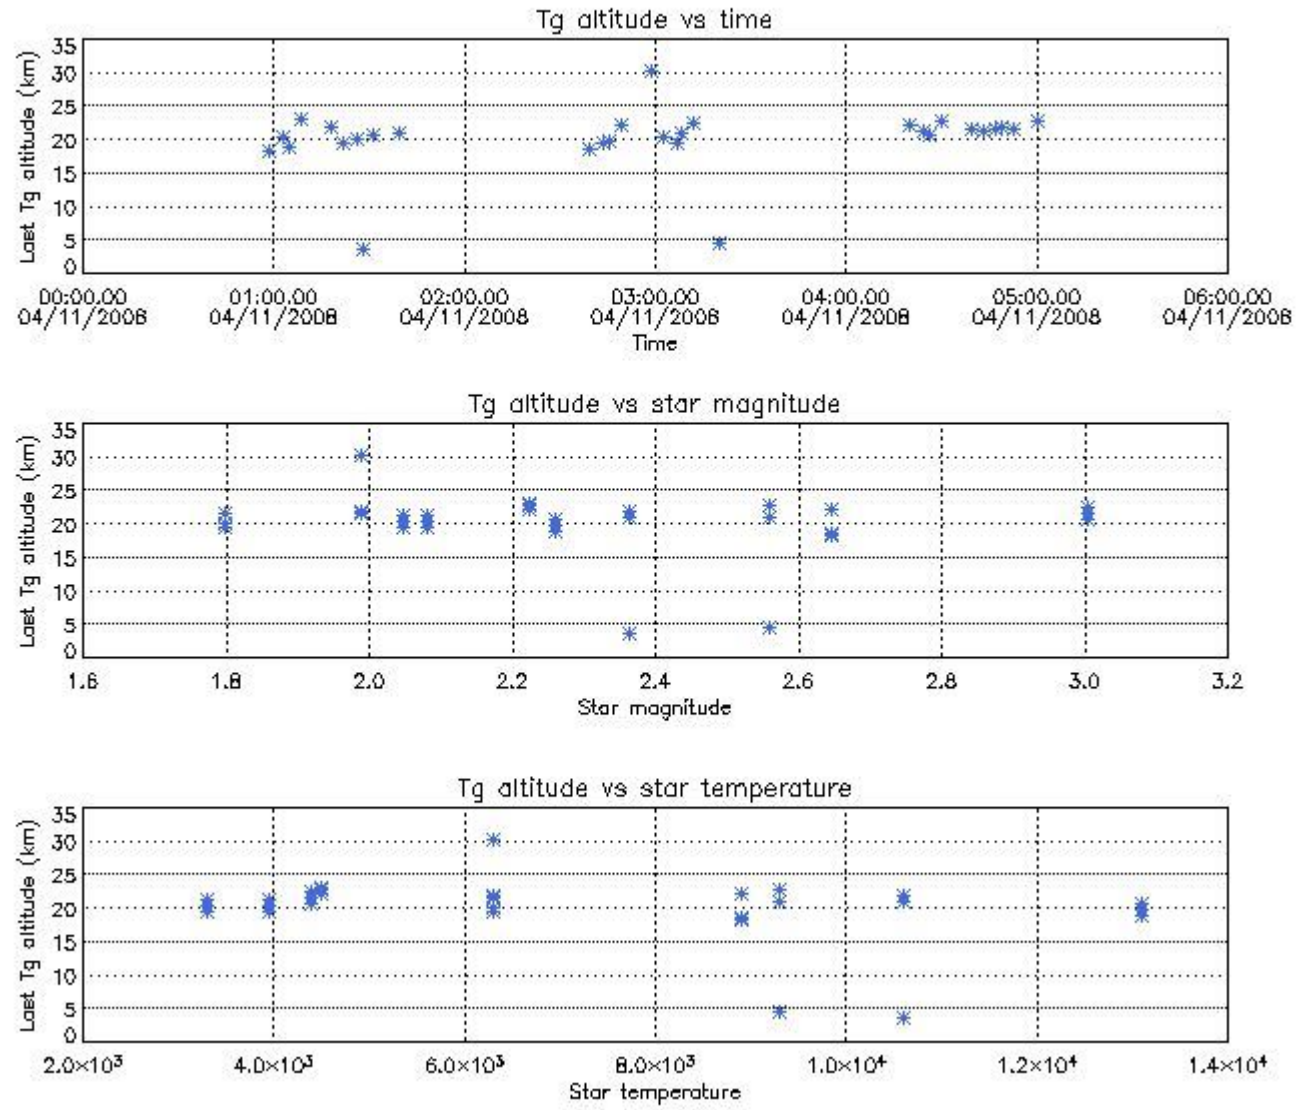 Tg altitude vs time
Last Tg altitude (km)
35
30
25
20
15
10
5
0
00:00.00 01:00.00 02:00.00 03:00.00 04:00.00 05:00.00 06:00.00
04/11/2008 04/11/2008 04/11/2008 04/11/2008 04/11/2008 04/11/2008 04/11/2008
Time
Tg altitude vs star magnitude
Last Tg altitude (km)
35
30
25
20
15
10
5
0
1.6 1.8 2.0 2.2 2.4 2.6 2.8 3.0 3.2
Star magnitude
Tg altitude vs star temperature
Last Tg altitude (km)
35
30
25
20
15
10
5
0
2.0×10³ 4.0×10³ 6.0×10³ 8.0×10³ 1.0×10⁴ 1.2×10⁴ 1.4×10⁴
Star temperature